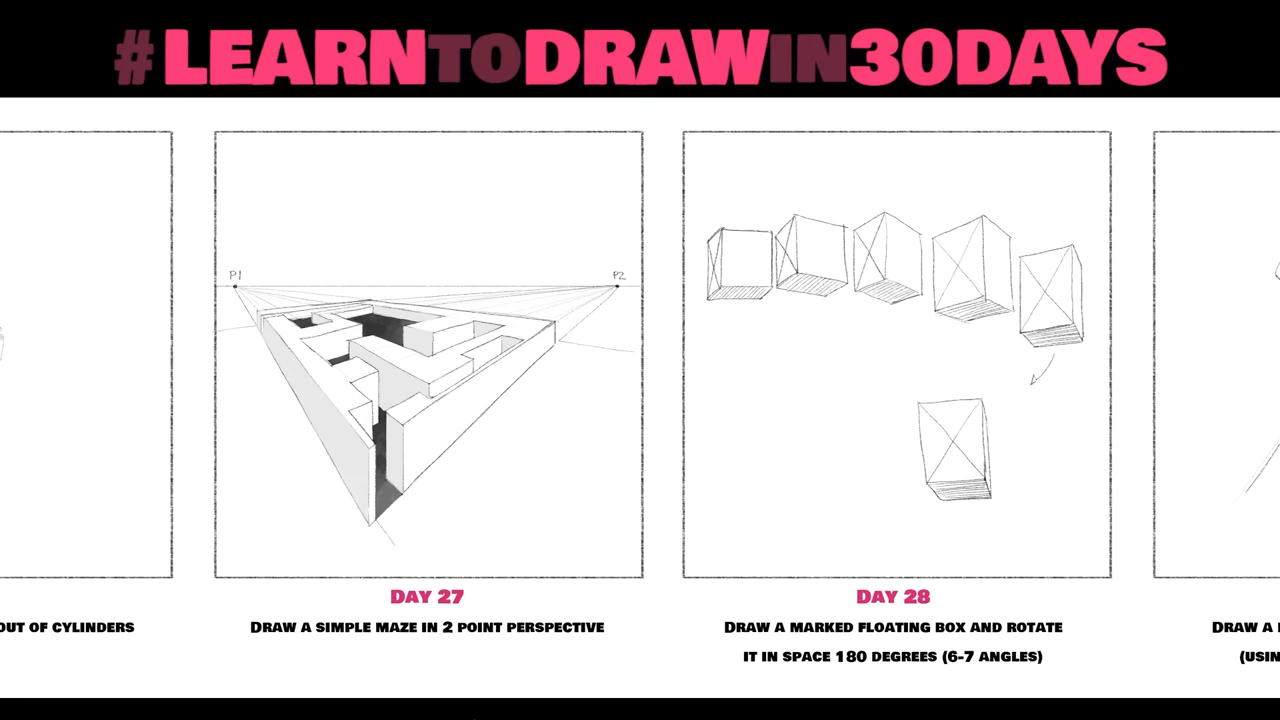 #LEARNTODRAWIN30DAYS
P1
P2
OUT OF CYLINDERS
DAY 27
DRAW A SIMPLE MAZE IN 2 POINT PERSPECTIVE
DAY 28
DRAW A MARKED FLOATING BOX AND ROTATE
IT IN SPACE 180 DEGREES (6-7 ANGLES)
DRAW A